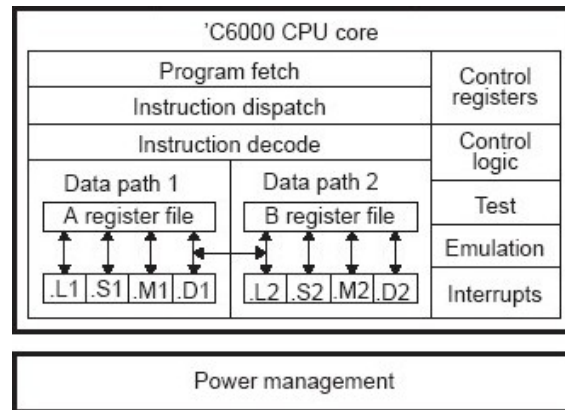 'C6000 CPU core
Program fetch
Instruction dispatch
Instruction decode
Control
registers
Control
logic
Test
Emulation
Interrupts
Data path 1
A register file
.L1 .S1 .M1 .D1
Data path 2
B register file
.L2 .S2 .M2 .D2
Power management